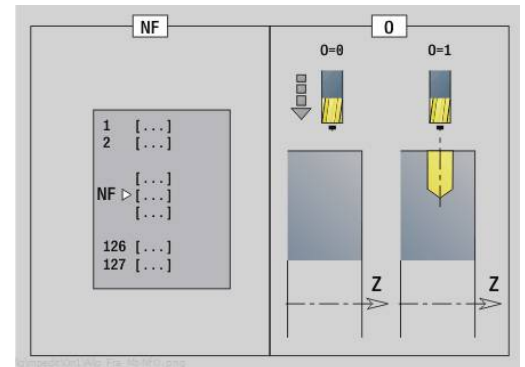 NF
O
O=0
O=1
1 [...]
2 [...]
[...]
NF [...]
[...]
126 [...]
127 [...]
Z
Z